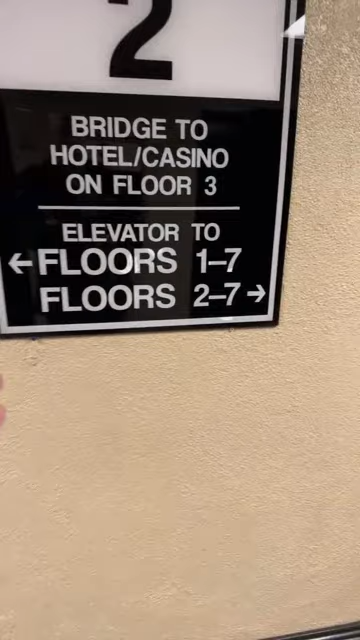 2
BRIDGE TO
HOTEL/CASINO
ON FLOOR 3
ELEVATOR TO
←FLOORS 1–7
FLOORS 2–7→